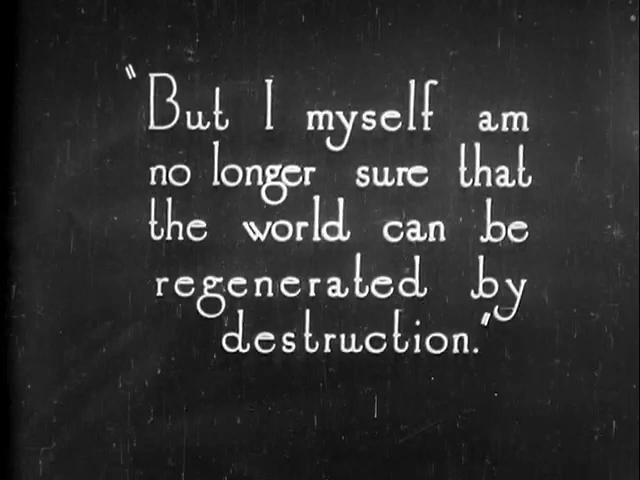 "But I myself am
no longer sure that
the world can be
regenerated by
destruction."